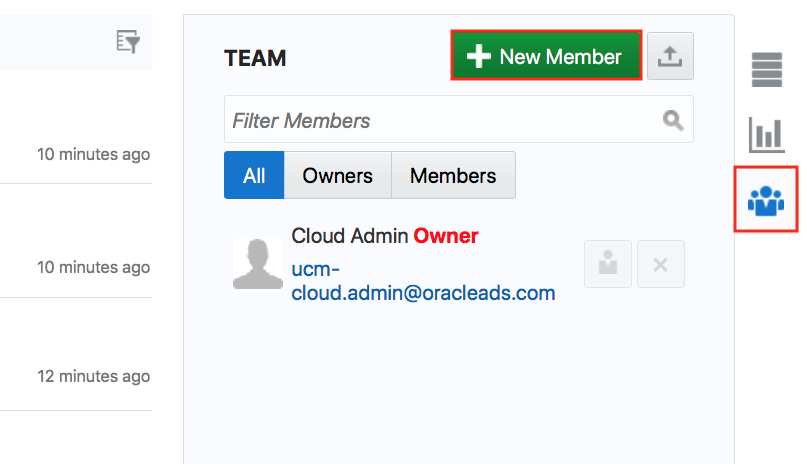 TEAM
New Member
Filter Members
10 minutes ago
All Owners Members
Cloud Admin Owner
ucm-
cloud.admin@oracleads.com
10 minutes ago
12 minutes ago